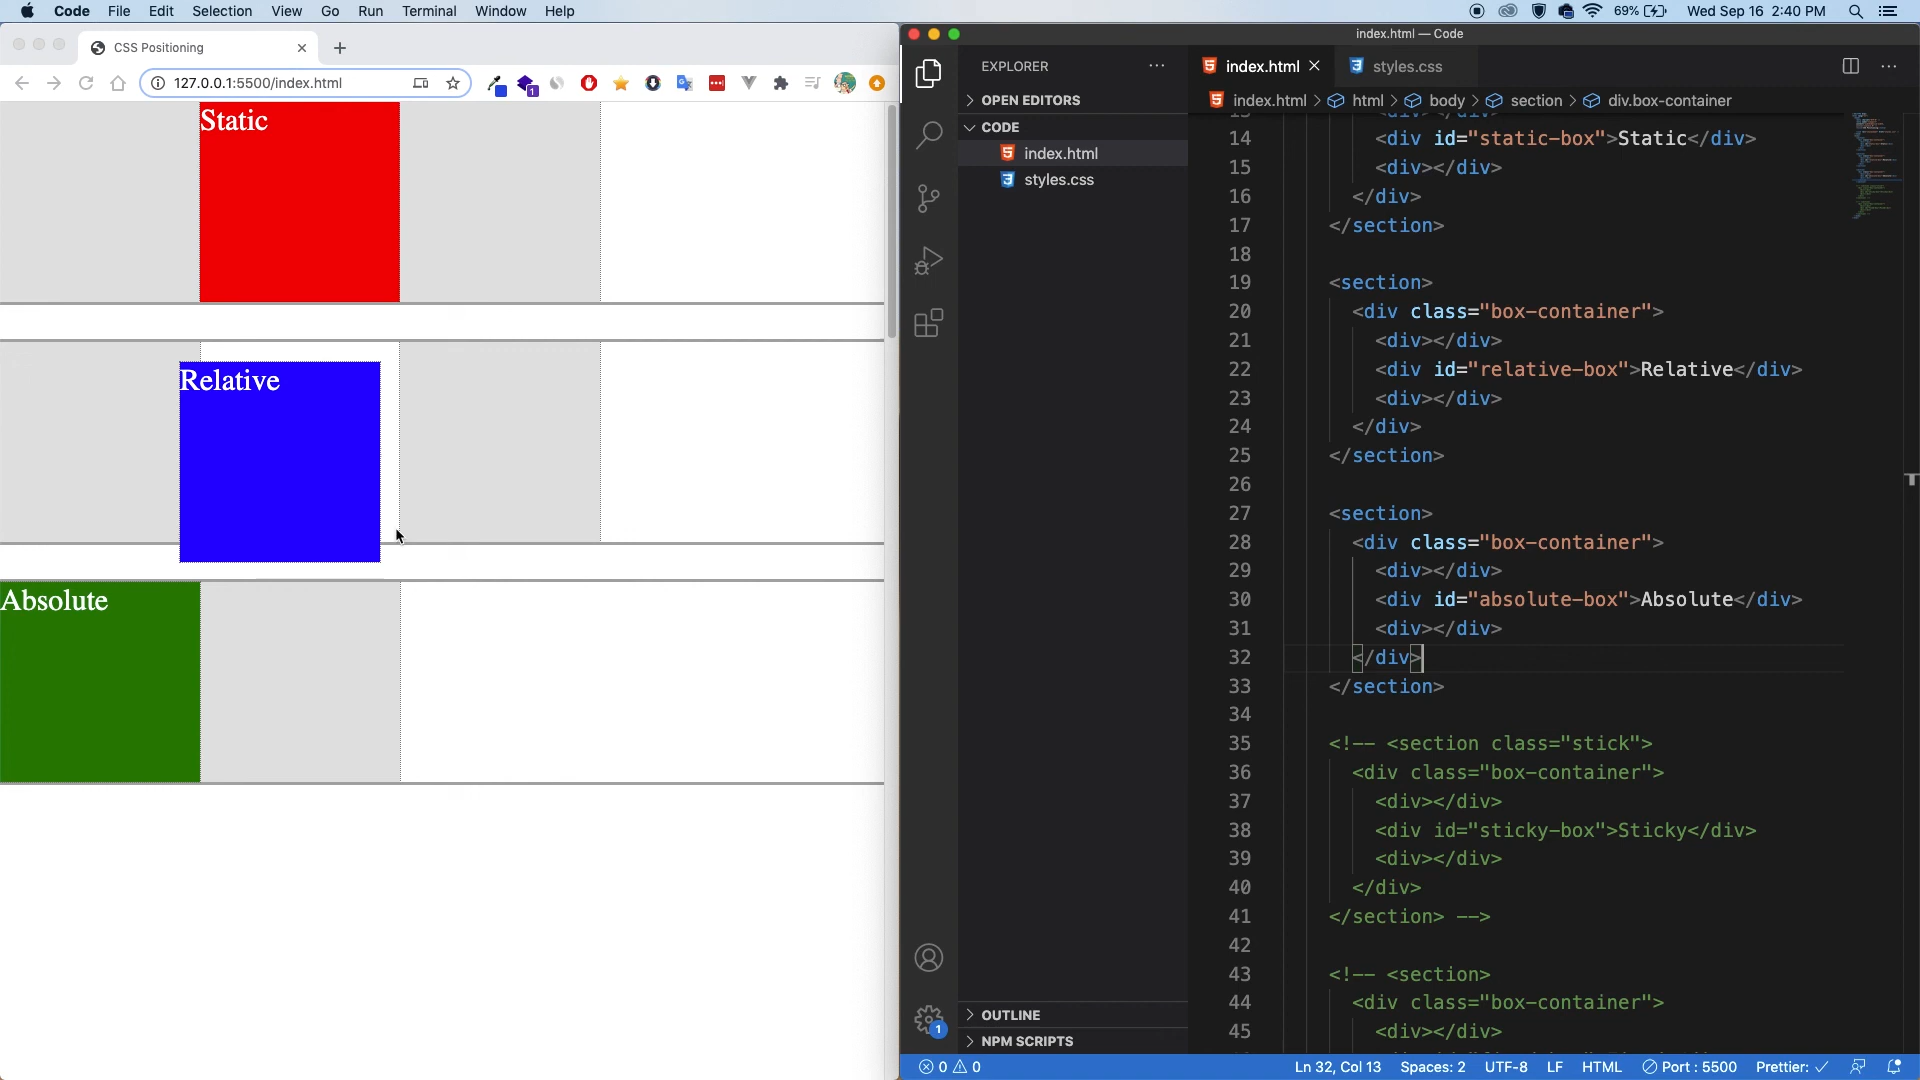 Code File Edit Selection View Go Run Terminal Window Help
69% Wed Sep 16 2:40 PM
CSS Positioning
127.0.0.1:5500/index.html
1
Static
Relative
Absolute
index.html — Code
EXPLORER
OPEN EDITORS
CODE
index.html
styles.css
OUTLINE
NPM SCRIPTS
1
index.html styles.css
index.html > html > body > section > div.box-container
14 <div id="static-box">Static</div>
15 <div></div>
16 </div>
17 </section>
18
19 <section>
20 <div class="box-container">
21 <div></div>
22 <div id="relative-box">Relative</div>
23 <div></div>
24 </div>
25 </section>
26
27 <section>
28 <div class="box-container">
29 <div></div>
30 <div id="absolute-box">Absolute</div>
31 <div></div>
32 </div>
33 </section>
34
35 <!-- <section class="stick">
36 <div class="box-container">
37 <div></div>
38 <div id="sticky-box">Sticky</div>
39 <div></div>
40 </div>
41 </section> -->
42
43 <!-- <section>
44 <div class="box-container">
45 <div></div>
0 0 Ln 32, Col 13 Spaces: 2 UTF-8 LF HTML Port : 5500 Prettier: ✓